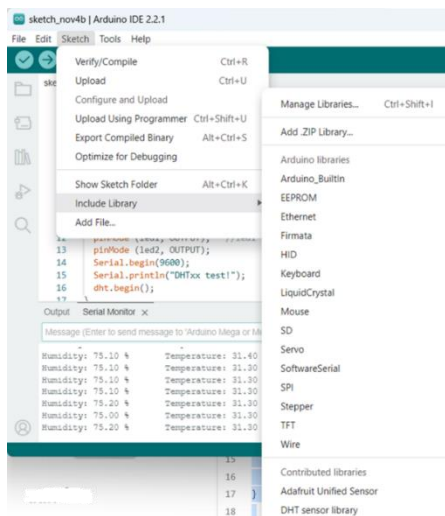 sketch_nov4b | Arduino IDE 2.2.1
File Edit Sketch Tools Help
Verify/Compile Ctrl+R
Upload Ctrl+U
Configure and Upload
Upload Using Programmer Ctrl+Shift+U
Export Compiled Binary Alt+Ctrl+S
Optimize for Debugging
Show Sketch Folder Alt+Ctrl+K
Include Library
Add File...
Manage Libraries... Ctrl+Shift+I
Add .ZIP Library...
Arduino libraries
Arduino_BuiltIn
EEPROM
Ethernet
Firmata
HID
Keyboard
LiquidCrystal
Mouse
SD
Servo
SoftwareSerial
SPI
Stepper
TFT
Wire
Contributed libraries
Adafruit Unified Sensor
DHT sensor library
ske
12
13 pinMode (led2, OUTPUT);
14 Serial.begin(9600);
15 Serial.println("DHTxx test!");
16 dht.begin();
17 }
Output Serial Monitor
Message (Enter to send message to 'Arduino Mega or Me
Humidity: 75.10 % Temperature: 31.40
Humidity: 75.10 % Temperature: 31.30
Humidity: 75.10 % Temperature: 31.30
Humidity: 75.20 % Temperature: 31.30
Humidity: 75.10 % Temperature: 31.30
Humidity: 75.00 % Temperature: 31.30
Humidity: 75.20 % Temperature: 31.30
15
16
17 }
18